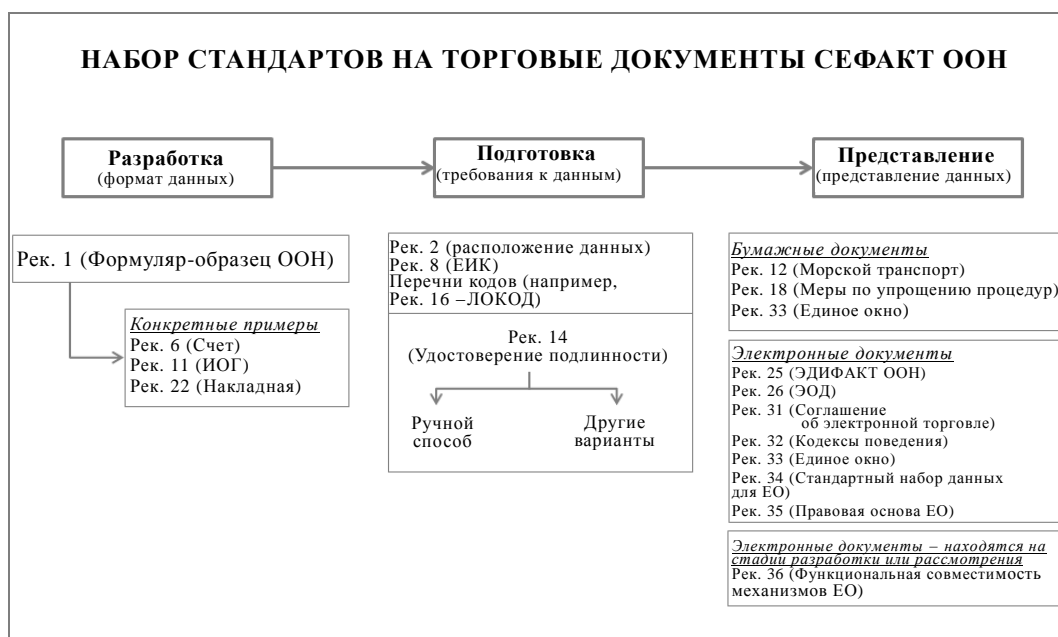 НАБОР СТАНДАРТОВ НА ТОРГОВЫЕ ДОКУМЕНТЫ СЕФАКТ ООН
Разработка
(формат данных)
Подготовка
(требования к данным)
Представление
(представление данных)
Рек. 1 (Формуляр-образец ООН)
Конкретные примеры
Рек. 6 (Счет)
Рек. 11 (ИОГ)
Рек. 22 (Накладная)
Рек. 2 (расположение данных)
Рек. 8 (ЕИК)
Перечни кодов (например,
Рек. 16 –ЛОКОД)
Рек. 14
(Удостоверение подлинности)
Ручной
способ
Другие
варианты
Бумажные документы
Рек. 12 (Морской транспорт)
Рек. 18 (Меры по упрощению процедур)
Рек. 33 (Единое окно)
Электронные документы
Рек. 25 (ЭДИФАКТ ООН)
Рек. 26 (ЭОД)
Рек. 31 (Соглашение
об электронной торговле)
Рек. 32 (Кодексы поведения)
Рек. 33 (Единое окно)
Рек. 34 (Стандартный набор данных
для ЕО)
Рек. 35 (Правовая основа ЕО)
Электронные документы – находятся на
стадии разработки или рассмотрения
Рек. 36 (Функциональная совместимость
механизмов ЕО)